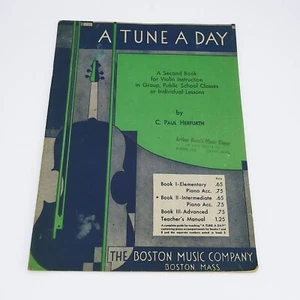 A TUNE A DAY
A Second Book
for Violin Instruction
in Group, Public School Classes
or Individual Lessons
by
C. PAUL HERFURTH
Price
Book I-Elementary .65
Piano Acc. .75
Book II-Intermediate .65
Piano Acc. .75
Book III-Advanced .75
Teacher's Manual 1.25
THE BOSTON MUSIC COMPANY
BOSTON, MASS.